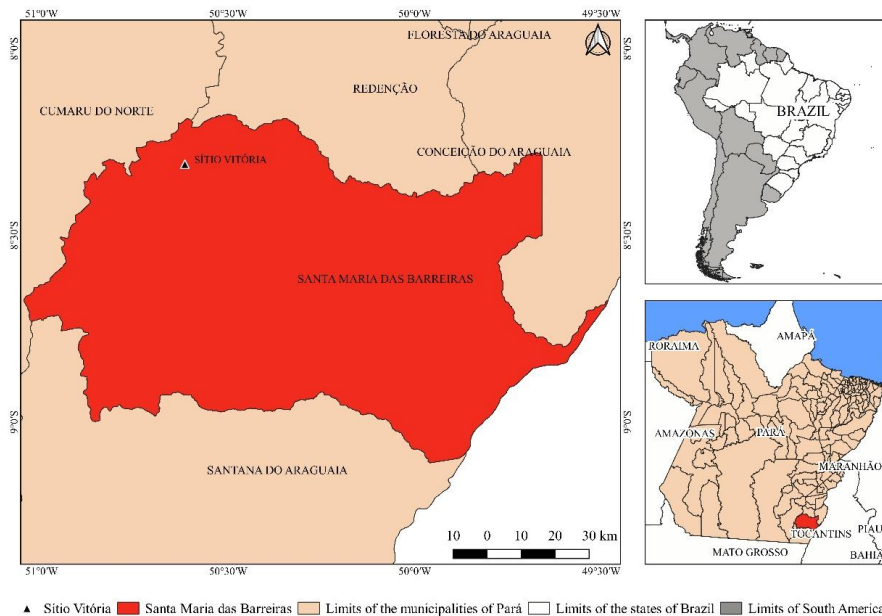 51°0'W 50°30'W 50°0'W 49°30'W
8°0'S
8°0'S
FLORESTA DO ARAGUAIA
REDENÇÃO
CUMARU DO NORTE
CONCEIÇÃO DO ARAGUAIA
SÍTIO VITÓRIA
8°30'S
8°30'S
SANTA MARIA DAS BARREIRAS
9°0'S
9°0'S
SANTANA DO ARAGUAIA
10 0 10 20 30 km
51°0'W 50°30'W 50°0'W 49°30'W
BRAZIL
AMAPÁ
RORAIMA
AMAZONAS
PARÁ
MARANHÃO
PIAU
TOCANTINS
MATO GROSSO
BAHIA
Sítio Vitória Santa Maria das Barreiras Limits of the municipalities of Pará Limits of the states of Brazil Limits of South America